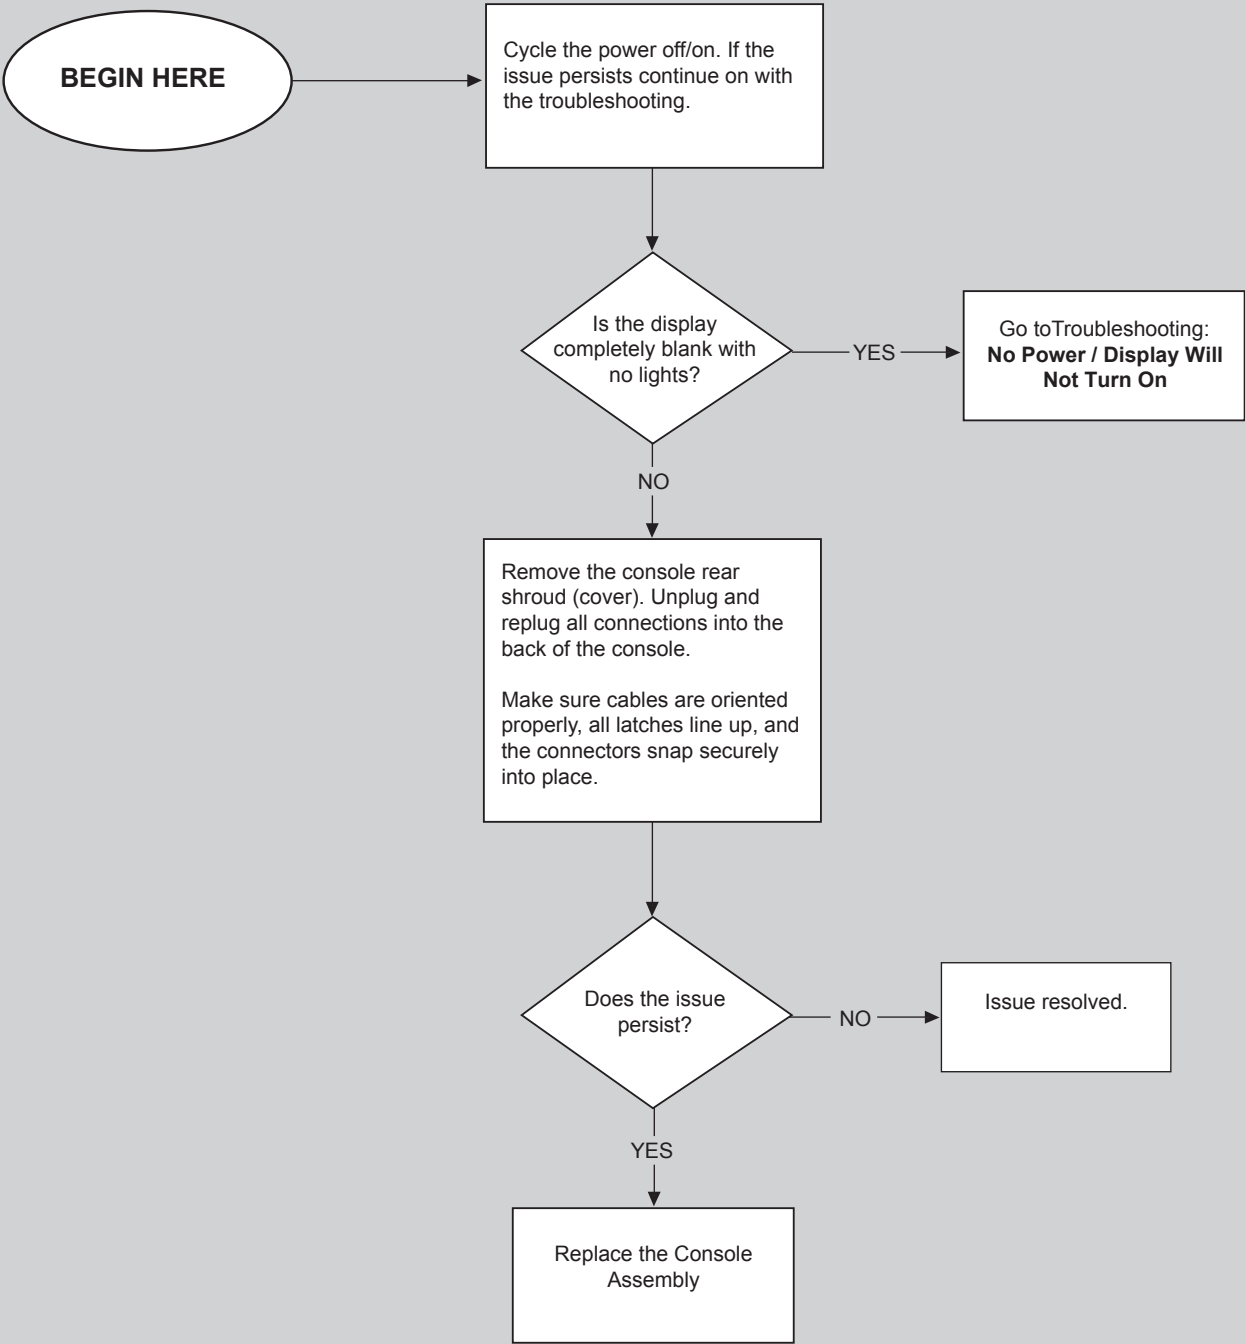 BEGIN HERE
Cycle the power off/on. If the
issue persists continue on with
the troubleshooting.
Is the display
completely blank with
no lights?
YES
Go toTroubleshooting:
No Power / Display Will
Not Turn On
NO
Remove the console rear
shroud (cover). Unplug and
replug all connections into the
back of the console.
Make sure cables are oriented
properly, all latches line up, and
the connectors snap securely
into place.
Does the issue
persist?
NO
Issue resolved.
YES
Replace the Console
Assembly